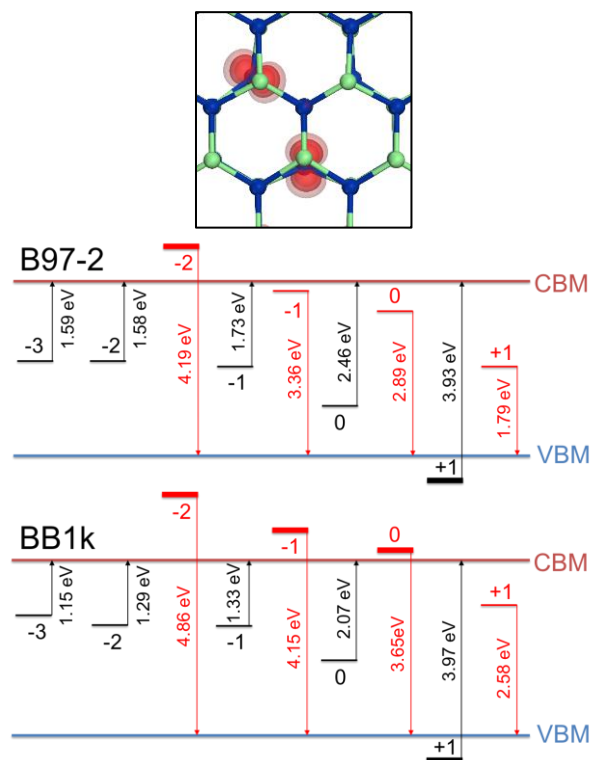 B97-2
-2
CBM
-3
1.59 eV
-2
1.58 eV
4.19 eV
-1
1.73 eV
-1
3.36 eV
0
2.46 eV
0
2.89 eV
3.93 eV
+1
+1
1.79 eV
VBM
BB1k
-2
-1
0
CBM
-3
1.15 eV
-2
1.29 eV
4.86 eV
-1
1.33 eV
4.15 eV
0
2.07 eV
3.65eV
3.97 eV
+1
+1
2.58 eV
VBM